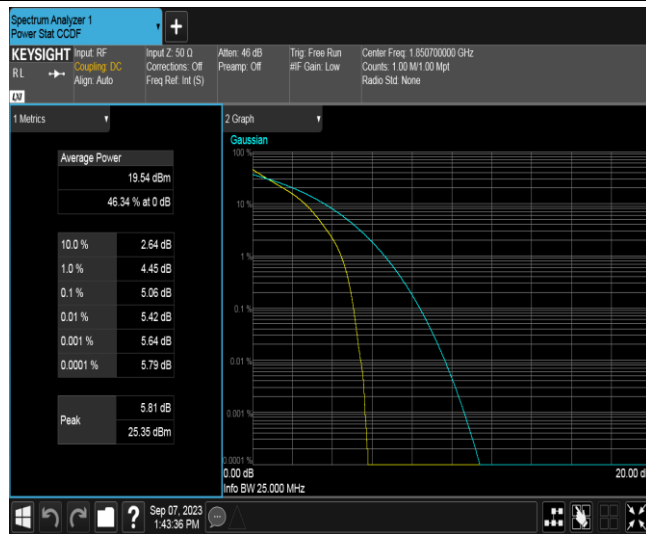 Spectrum Analyzer 1
Power Stat CCDF
+
KEYSIGHT
RL
LXI
Input: RF
Coupling: DC
Align: Auto
Input Z: 50 Ω
Corrections: Off
Freq Ref: Int (S)
Atten: 46 dB
Preamp: Off
Trig: Free Run
#IF Gain: Low
Center Freq: 1.850700000 GHz
Counts: 1.00 M/1.00 Mpt
Radio Std: None
1 Metrics
Average Power
19.54 dBm
46.34 % at 0 dB
10.0 % 2.64 dB
1.0 % 4.45 dB
0.1 % 5.06 dB
0.01 % 5.42 dB
0.001 % 5.64 dB
0.0001 % 5.79 dB
Peak
5.81 dB
25.35 dBm
2 Graph
Gaussian
100 %
10 %
1 %
0.1 %
0.01 %
0.001 %
0.0001 %
0.00 dB 20.00 d
Info BW 25.000 MHz
?
Sep 07, 2023
1:43:36 PM